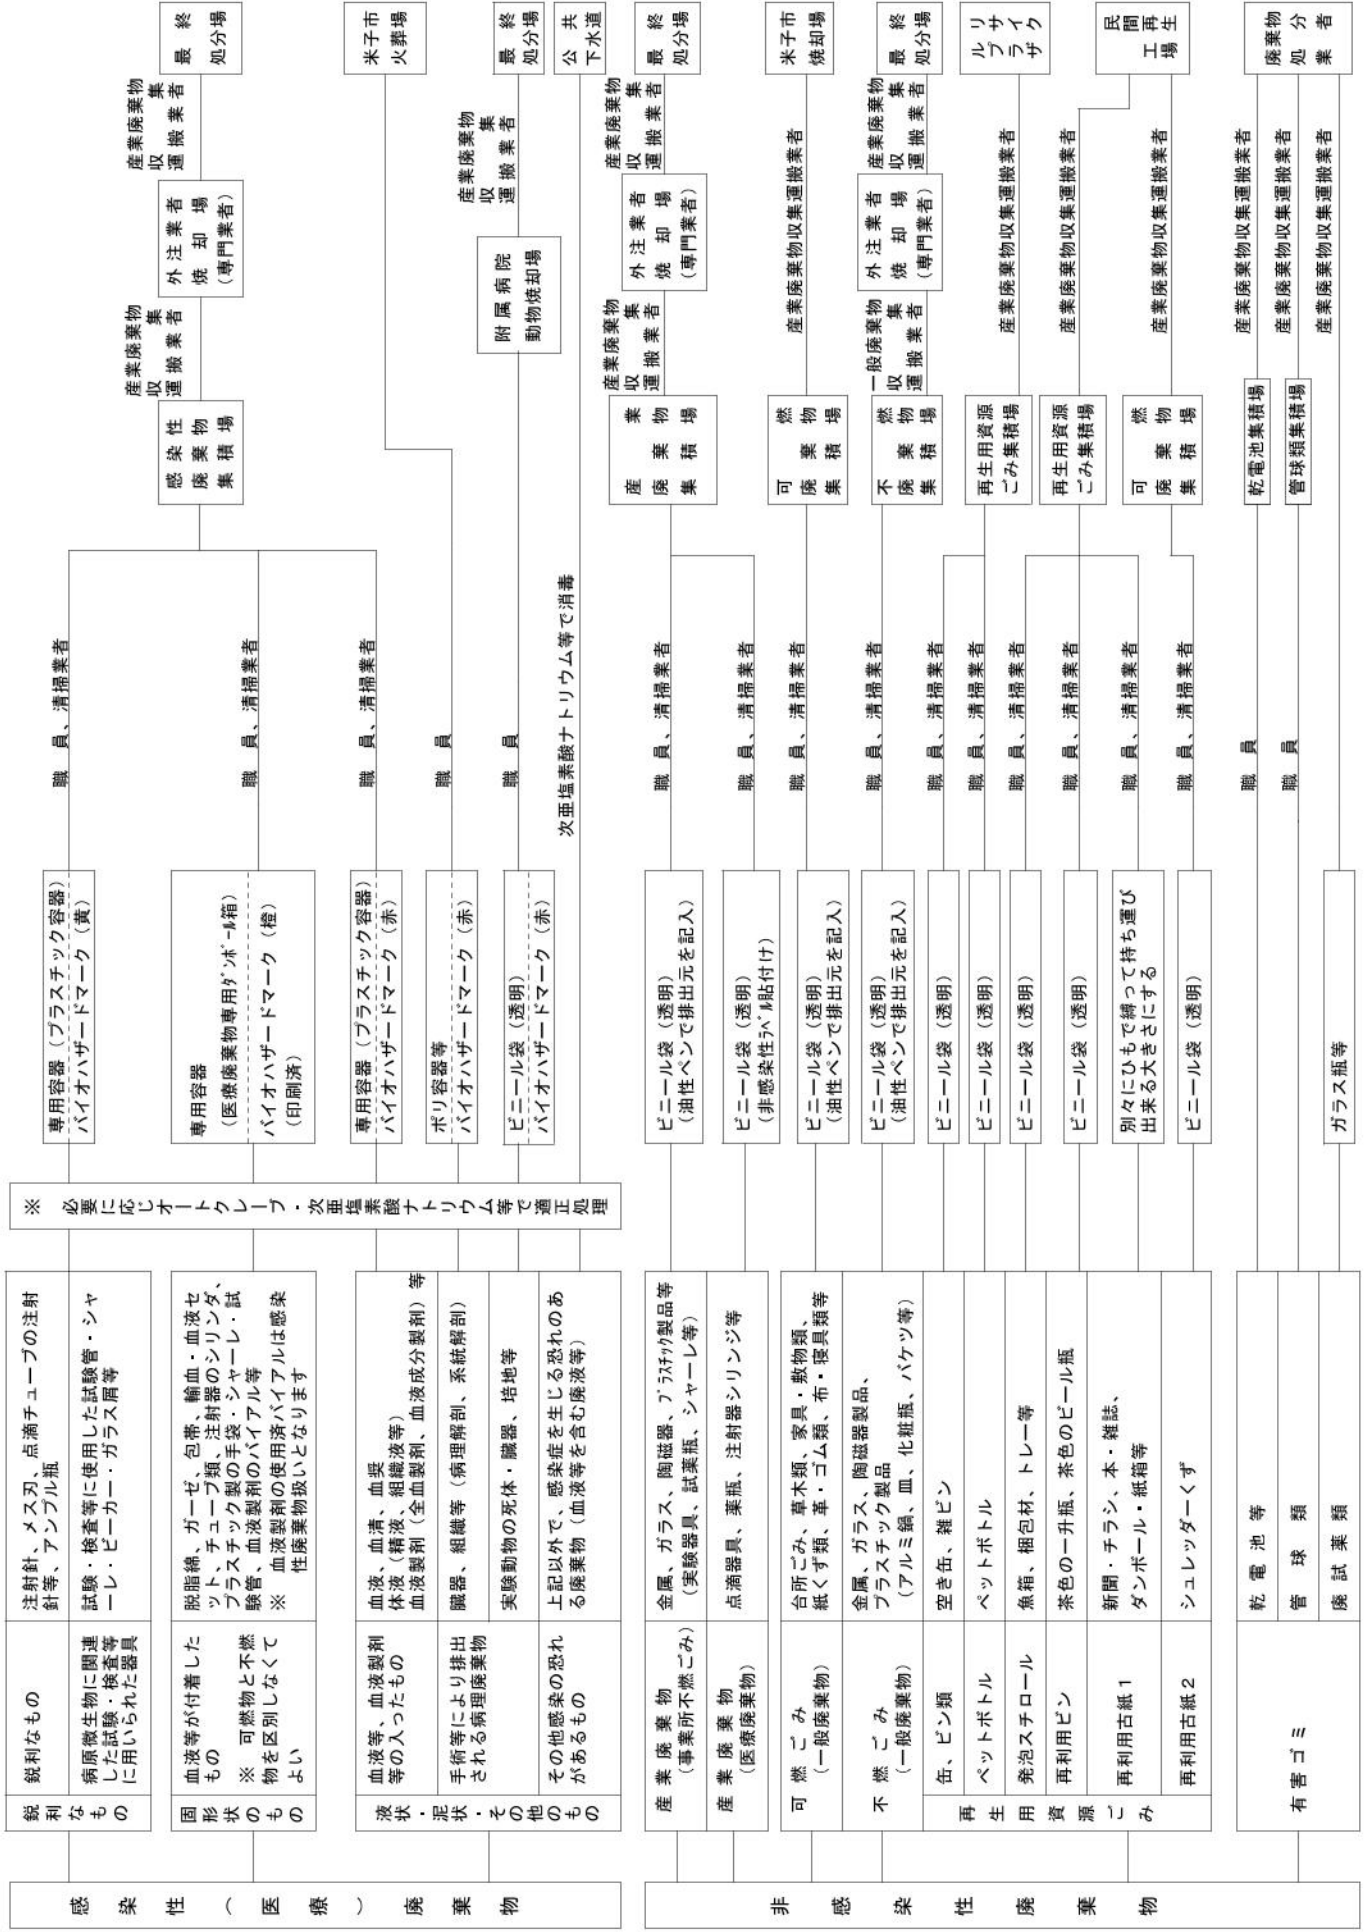 感染性（医療）廃棄物
鋭利なもの
鋭利なもの
注射針、メス刃、点滴チューブの注射
針等、アンプル瓶
病原微生物に関連
した試験・検査等
に用いられた器具
試験・検査等に使用した試験管・シャ
ーレ・ビーカー・ガラス屑等
固形状のもの
血液等が付着した
もの
※　可燃物と不燃
物を区別しなくて
よい
脱脂綿、ガーゼ、包帯、輸血・血液セ
ット、チューブ類、注射器のシリンダ、
プラスチック製の手袋・シャーレ・試
験管、血液製剤のバイアル等
※　血液製剤の使用済バイアルは感染
性廃棄物扱いとなります
液状・泥状・その他のもの
血液等、血液製剤
等の入ったもの
血液、血清、血奨
体液（精液、組織液等）
血液製剤（全血製剤、血液成分製剤）等
手術等により排出
される病理廃棄物
臓器、組織等（病理解剖、系統解剖）
実験動物の死体・臓器、培地等
その他感染の恐れ
があるもの
上記以外で、感染症を生じる恐れのあ
る廃棄物（血液等を含む廃液等）
※　必要に応じオートクレーブ・次亜塩素酸ナトリウム等で適正処理
専用容器（プラスチック容器）
バイオハザードマーク（黄）
専用容器
（医療廃棄物専用ダンボール箱）
バイオハザードマーク（橙）
（印刷済）
専用容器（プラスチック容器）
バイオハザードマーク（赤）
ポリ容器等
バイオハザードマーク（赤）
ビニール袋（透明）
バイオハザードマーク（赤）
職　員、清掃業者
職　員、清掃業者
職　員、清掃業者
職　員
職　員
次亜塩素酸ナトリウム等で消毒
感染性
廃棄物
集積場
産業廃棄物
収集
運搬業者
外注業者
焼却場
（専門業者）
産業廃棄物
収集
運搬業者
最終
処分場
米子市
火葬場
附属病院
動物焼却場
産業廃棄物
収集
運搬業者
最終
処分場
公共
下水道
非感染性廃棄物
産業廃棄物
（事業所不燃ごみ）
金属、ガラス、陶磁器、プラスチック製品等
（実験器具、試薬瓶、シャーレ等）
産業廃棄物
（医療廃棄物）
点滴器具、薬瓶、注射器シリンジ等
可燃ごみ
（一般廃棄物）
台所ごみ、草木類、家具・敷物類、
紙くず類、革・ゴム類、布・寝具類等
不燃ごみ
（一般廃棄物）
金属、ガラス、陶磁器製品、
プラスチック製品
（アルミ鍋、皿、化粧瓶、バケツ等）
再生用資源ごみ
缶、ビン類
空き缶、雑ビン
ペットボトル
ペットボトル
発泡スチロール
魚箱、梱包材、トレー等
再利用ビン
茶色の一升瓶、茶色のビール瓶
再利用古紙１
新聞・チラシ、本・雑誌、
ダンボール・紙箱等
再利用古紙２
シュレッダーくず
有害ゴミ
乾電池等
管球類
廃試薬類
ビニール袋（透明）
（油性ペンで排出元を記入）
ビニール袋（透明）
（非感染性ラベル貼付け）
ビニール袋（透明）
（油性ペンで排出元を記入）
ビニール袋（透明）
（油性ペンで排出元を記入）
ビニール袋（透明）
ビニール袋（透明）
ビニール袋（透明）
ビニール袋（透明）
別々にひもで縛って持ち運び
出来る大きさにする
ビニール袋（透明）
ガラス瓶等
職　員、清掃業者
職　員、清掃業者
職　員、清掃業者
職　員、清掃業者
職　員、清掃業者
職　員、清掃業者
職　員、清掃業者
職　員、清掃業者
職　員、清掃業者
職　員、清掃業者
職　員
職　員
産業
廃棄物
集積場
可燃
廃棄物
集積場
不燃
廃棄物
集積場
再生用資源
ごみ集積場
再生用資源
ごみ集積場
可燃
廃棄物
集積場
乾電池集積場
管球類集積場
産業廃棄物
収集
運搬業者
外注業者
焼却場
（専門業者）
産業廃棄物
収集
運搬業者
最終
処分場
産業廃棄物収集運搬業者
米子市
焼却場
一般廃棄物
収集
運搬業者
外注業者
焼却場
（専門業者）
産業廃棄物
収集
運搬業者
最終
処分場
産業廃棄物収集運搬業者
リサイクルプラザ
産業廃棄物収集運搬業者
産業廃棄物収集運搬業者
民間再生工場
産業廃棄物収集運搬業者
産業廃棄物収集運搬業者
産業廃棄物収集運搬業者
廃棄物
処分
業者